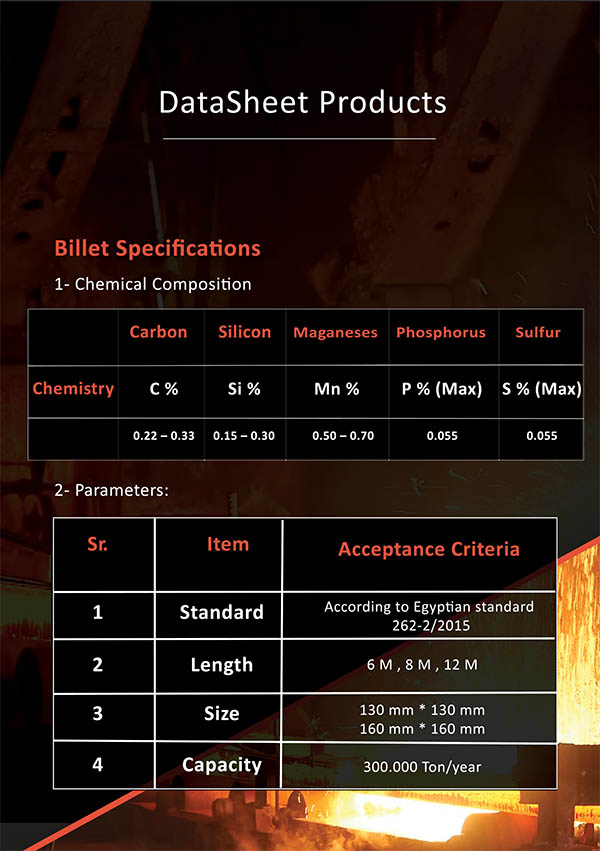 DataSheet Products
Billet Specifications
1- Chemical Composition
Carbon Silicon Maganeses Phosphorus Sulfur
Chemistry C % Si % Mn % P % (Max) S % (Max)
0.22 – 0.33 0.15 – 0.30 0.50 – 0.70 0.055 0.055
2- Parameters:
Sr. Item Acceptance Criteria
1 Standard According to Egyptian standard
262-2/2015
2 Length 6 M , 8 M , 12 M
3 Size 130 mm * 130 mm
160 mm * 160 mm
4 Capacity 300.000 Ton/year